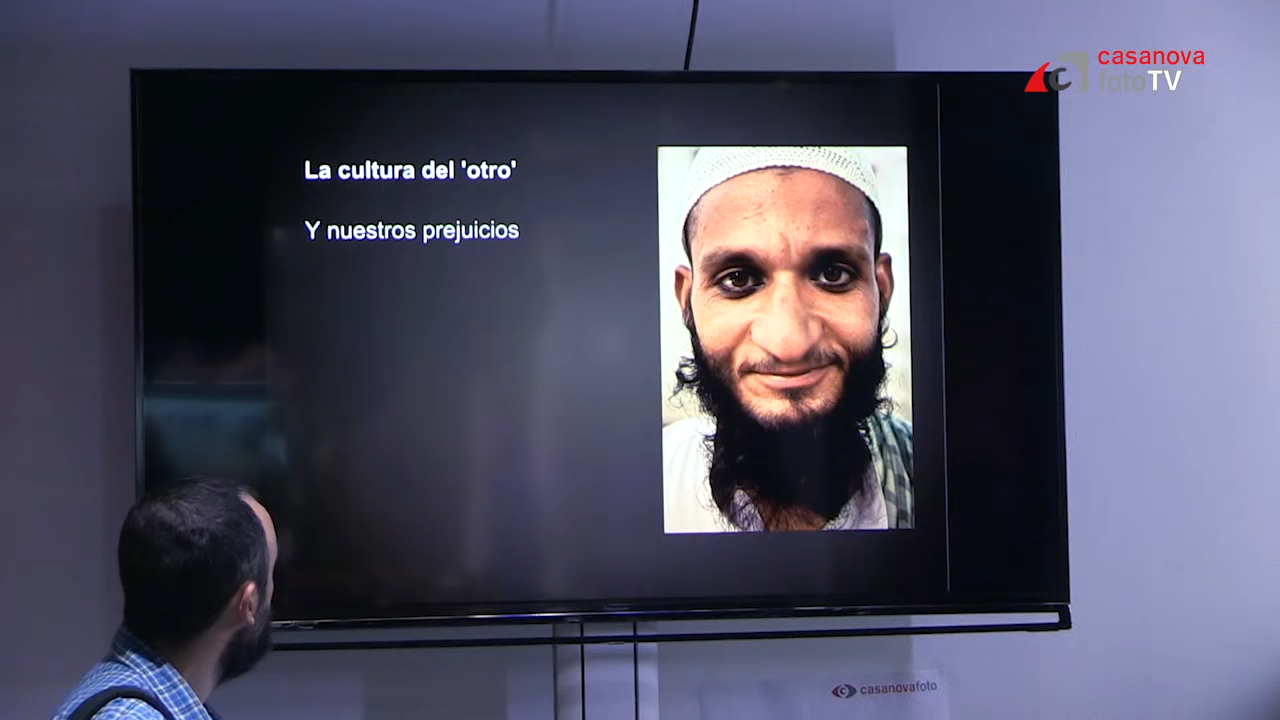 casanova
fotoTV
La cultura del 'otro'
Y nuestros prejuicios
casanovafoto